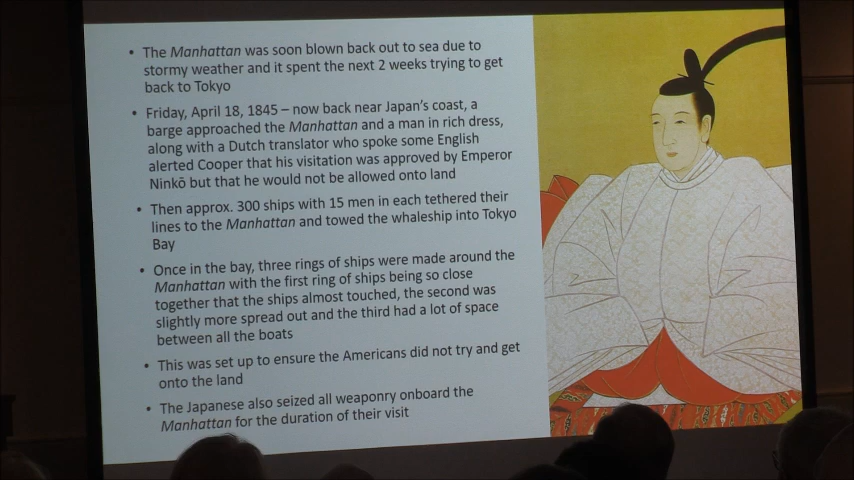 • The Manhattan was soon blown back out to sea due to
stormy weather and it spent the next 2 weeks trying to get
back to Tokyo
• Friday, April 18, 1845 – now back near Japan's coast, a
barge approached the Manhattan and a man in rich dress,
along with a Dutch translator who spoke some English
alerted Cooper that his visitation was approved by Emperor
Ninkō but that he would not be allowed onto land
• Then approx. 300 ships with 15 men in each tethered their
lines to the Manhattan and towed the whaleship into Tokyo
Bay
• Once in the bay, three rings of ships were made around the
Manhattan with the first ring of ships being so close
together that the ships almost touched, the second was
slightly more spread out and the third had a lot of space
between all the boats
• This was set up to ensure the Americans did not try and get
onto the land
• The Japanese also seized all weaponry onboard the
Manhattan for the duration of their visit